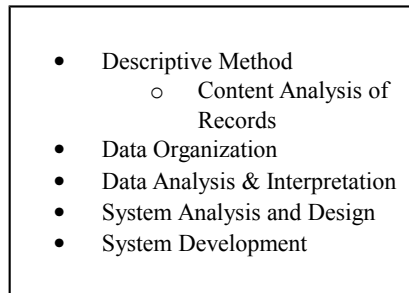 • Descriptive Method
o Content Analysis of
Records
• Data Organization
• Data Analysis & Interpretation
• System Analysis and Design
• System Development